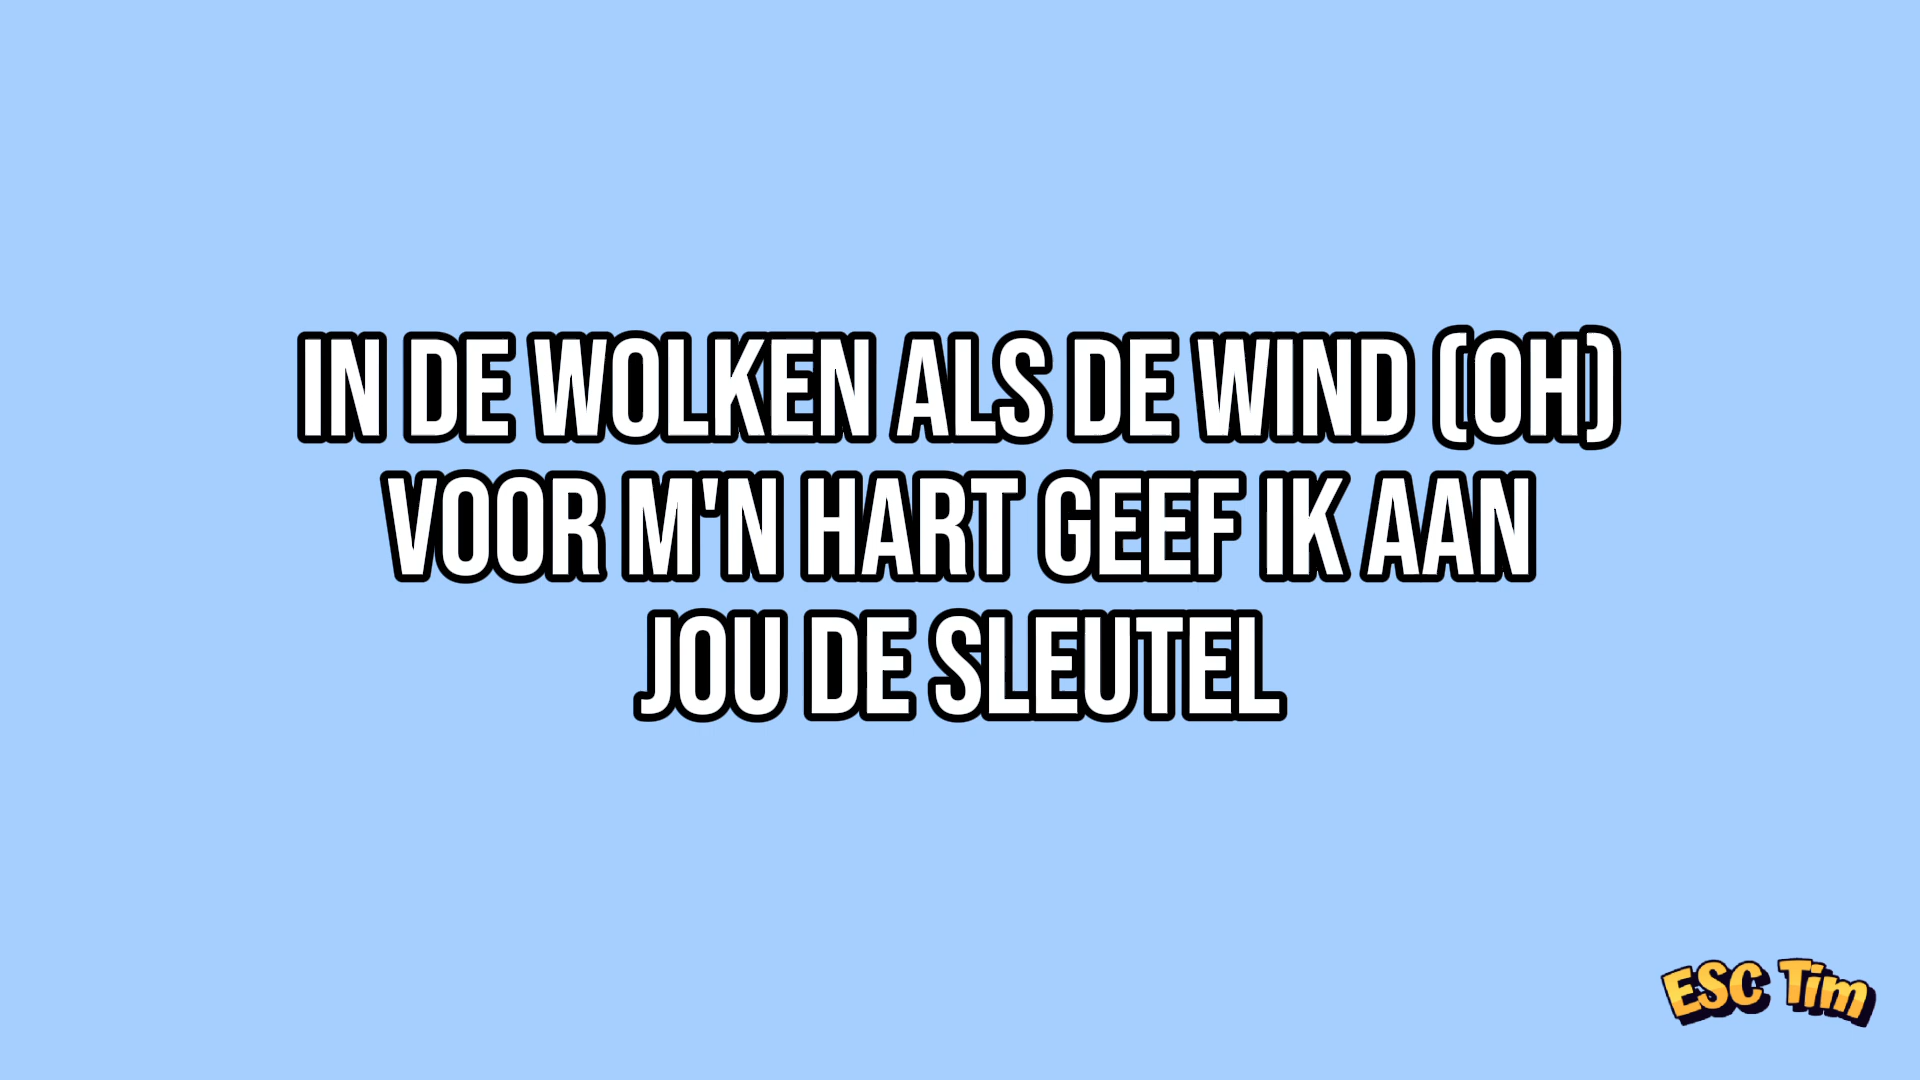 IN DE WOLKEN ALS DE WIND (OH)
VOOR M'N HART GEEF IK AAN
JOU DE SLEUTEL
ESC Tim